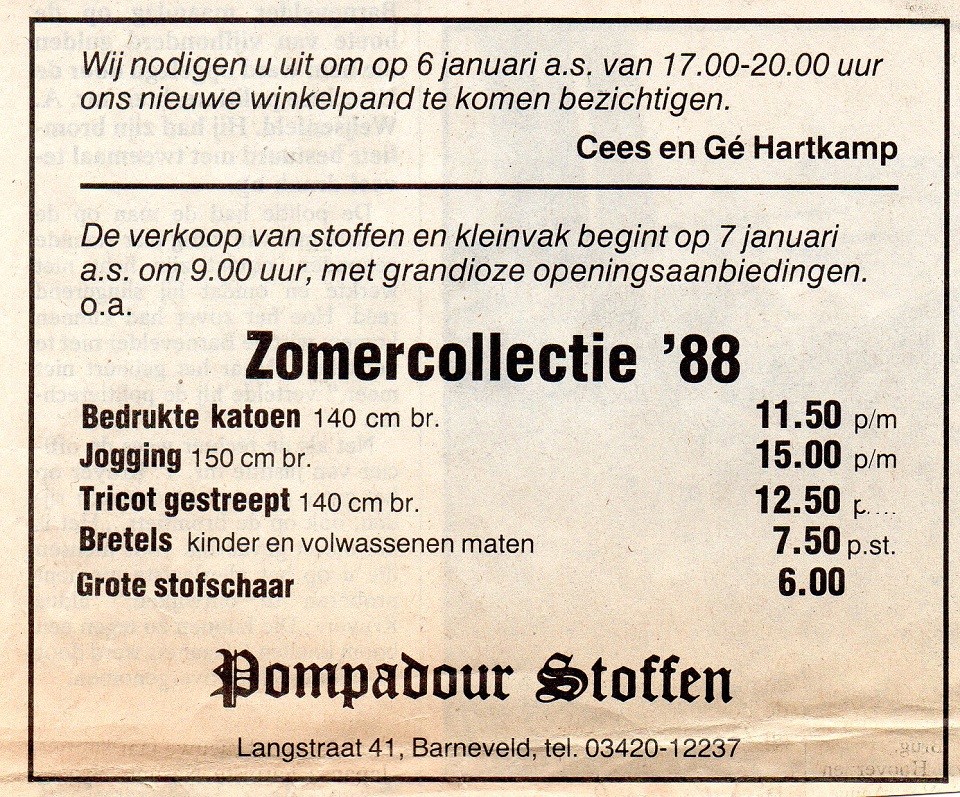 Wij nodigen u uit om op 6 januari a.s. van 17.00-20.00 uur
ons nieuwe winkelpand te komen bezichtigen.
Cees en Gé Hartkamp
De verkoop van stoffen en kleinvak begint op 7 januari
a.s. om 9.00 uur, met grandioze openingsaanbiedingen.
o.a.
Zomercollectie ’88
Bedrukte katoen 140 cm br. 11.50 p/m
Jogging 150 cm br. 15.00 p/m
Tricot gestreept 140 cm br. 12.50
Bretels kinder en volwassenen maten 7.50 p.st.
Grote stofschaar 6.00
Pompadour Stoffen
Langstraat 41, Barneveld, tel. 03420-12237